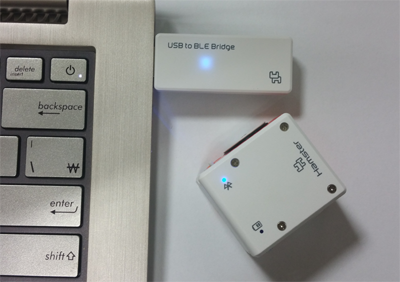 USB to BLE Bridge
delete
insert
backspace
|
\ ₩
enter
shift
Hamster